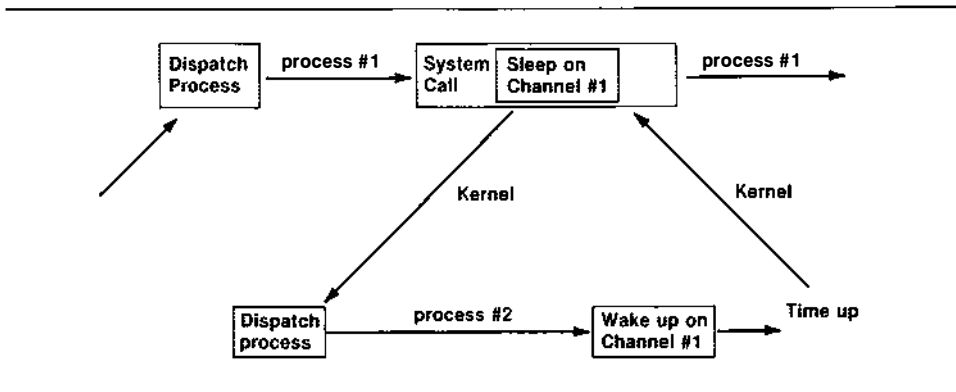 Dispatch
Process
process #1
System
Call
Sleep on
Channel #1
process #1
Kernel
Kernel
Dispatch
process
process #2
Wake up on
Channel #1
Time up